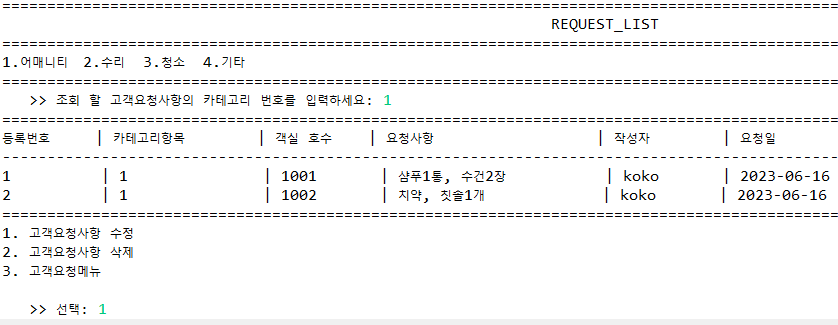 ================================================================================
REQUEST_LIST
================================================================================
1.어매니티 2.수리 3.청소 4.기타
================================================================================
>> 조회 할 고객요청사항의 카테고리 번호를 입력하세요: 1
================================================================================
등록번호 | 카테고리항목 | 객실 호수 | 요청사항 | 작성자 | 요청일
--------------------------------------------------------------------------------
1 | 1 | 1001 | 샴푸1통, 수건2장 | koko | 2023-06-16
2 | 1 | 1002 | 치약, 칫솔1개 | koko | 2023-06-16
================================================================================
1. 고객요청사항 수정
2. 고객요청사항 삭제
3. 고객요청메뉴
>> 선택: 1